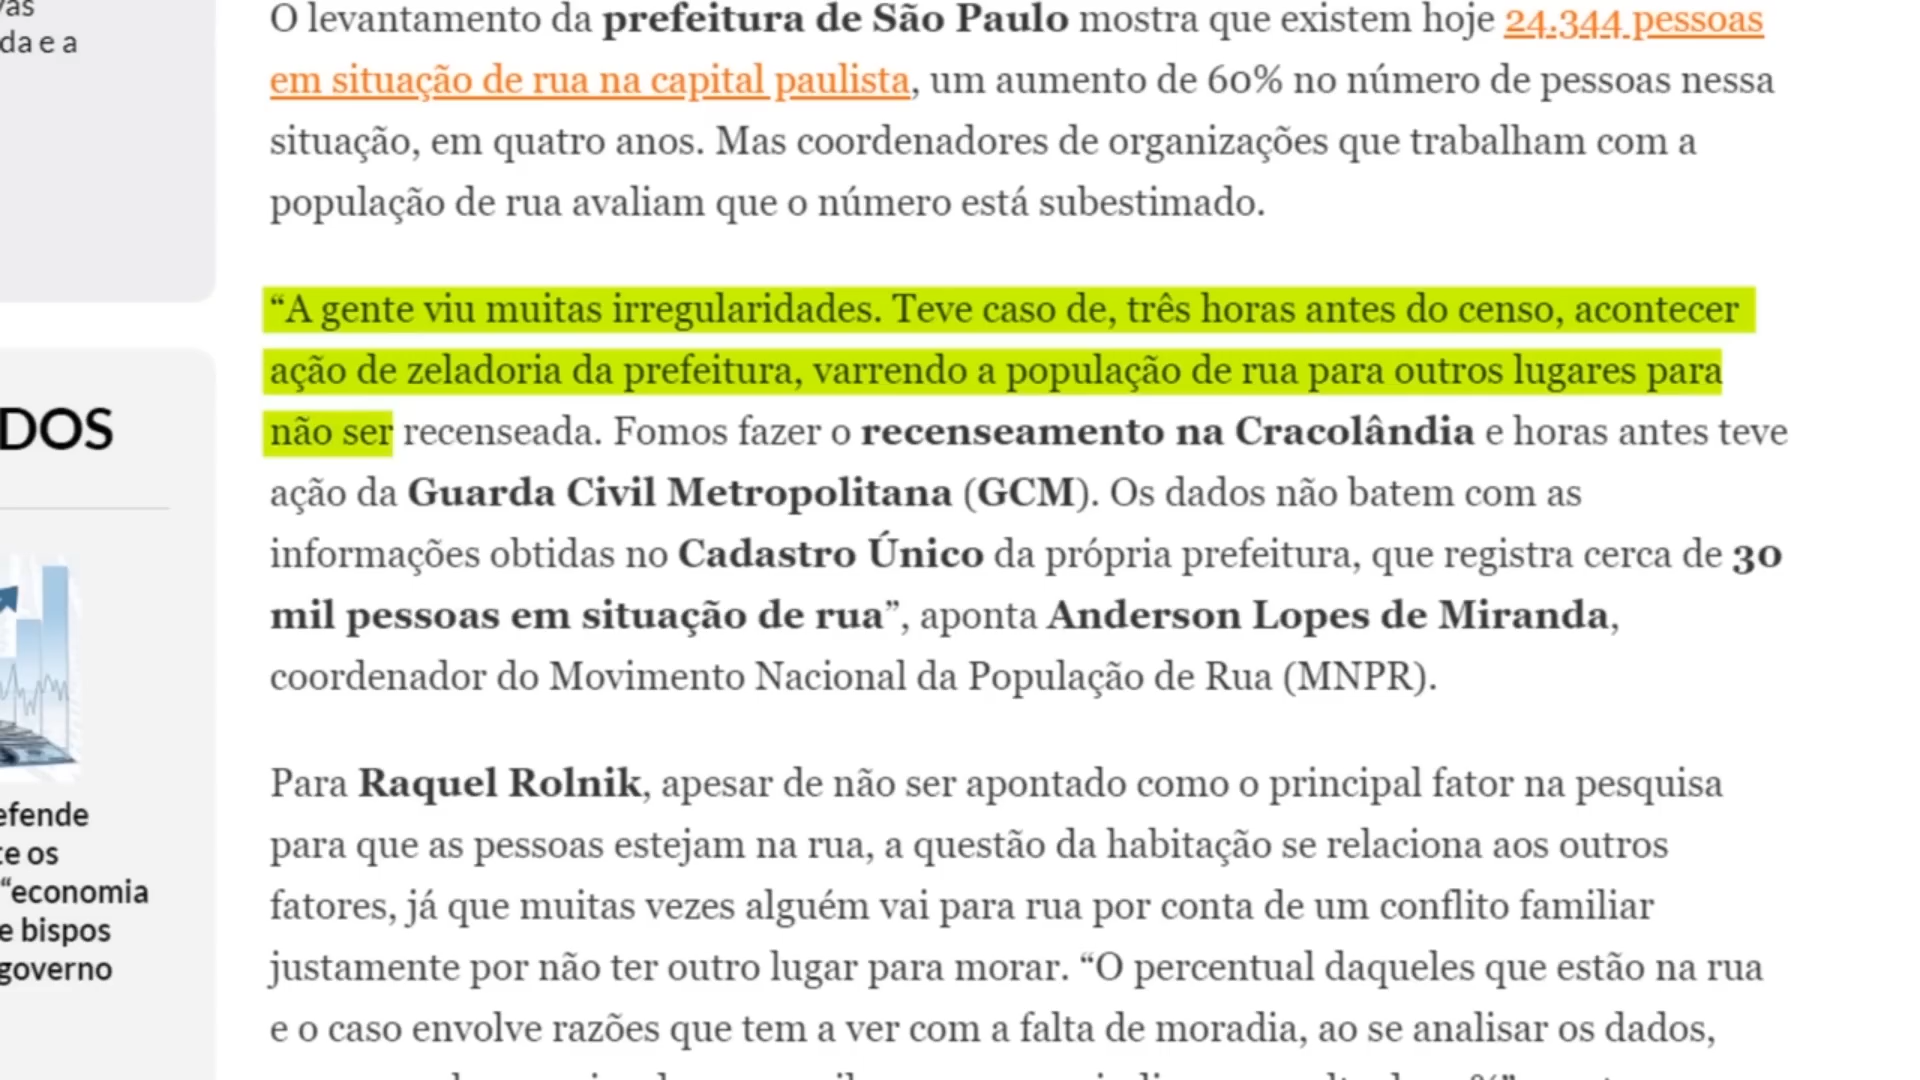 vas
da e a
DOS
efende
te os
“economia
e bispos
governo
O levantamento da prefeitura de São Paulo mostra que existem hoje 24.344 pessoas
em situação de rua na capital paulista, um aumento de 60% no número de pessoas nessa
situação, em quatro anos. Mas coordenadores de organizações que trabalham com a
população de rua avaliam que o número está subestimado.
“A gente viu muitas irregularidades. Teve caso de, três horas antes do censo, acontecer
ação de zeladoria da prefeitura, varrendo a população de rua para outros lugares para
não ser recenseada. Fomos fazer o recenseamento na Cracolândia e horas antes teve
ação da Guarda Civil Metropolitana (GCM). Os dados não batem com as
informações obtidas no Cadastro Único da própria prefeitura, que registra cerca de 30
mil pessoas em situação de rua”, aponta Anderson Lopes de Miranda,
coordenador do Movimento Nacional da População de Rua (MNPR).
Para Raquel Rolnik, apesar de não ser apontado como o principal fator na pesquisa
para que as pessoas estejam na rua, a questão da habitação se relaciona aos outros
fatores, já que muitas vezes alguém vai para rua por conta de um conflito familiar
justamente por não ter outro lugar para morar. “O percentual daqueles que estão na rua
e o caso envolve razões que tem a ver com a falta de moradia, ao se analisar os dados,